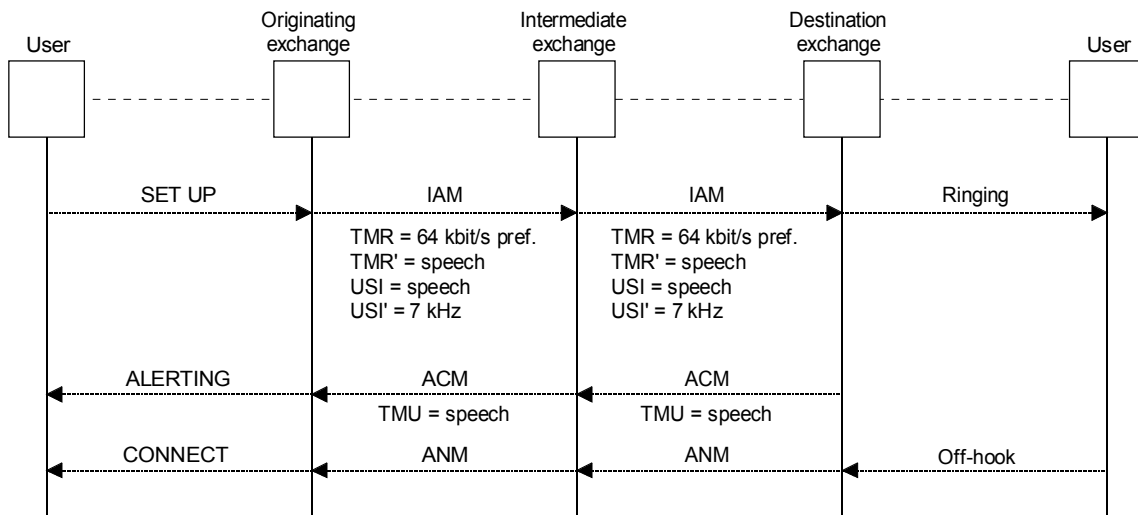 User
Originating
exchange
Intermediate
exchange
Destination
exchange
User
SET UP
IAM
IAM
Ringing
TMR = 64 kbit/s pref.
TMR' = speech
USI = speech
USI' = 7 kHz
TMR = 64 kbit/s pref.
TMR' = speech
USI = speech
USI' = 7 kHz
ALERTING
ACM
ACM
TMU = speech
TMU = speech
CONNECT
ANM
ANM
Off-hook